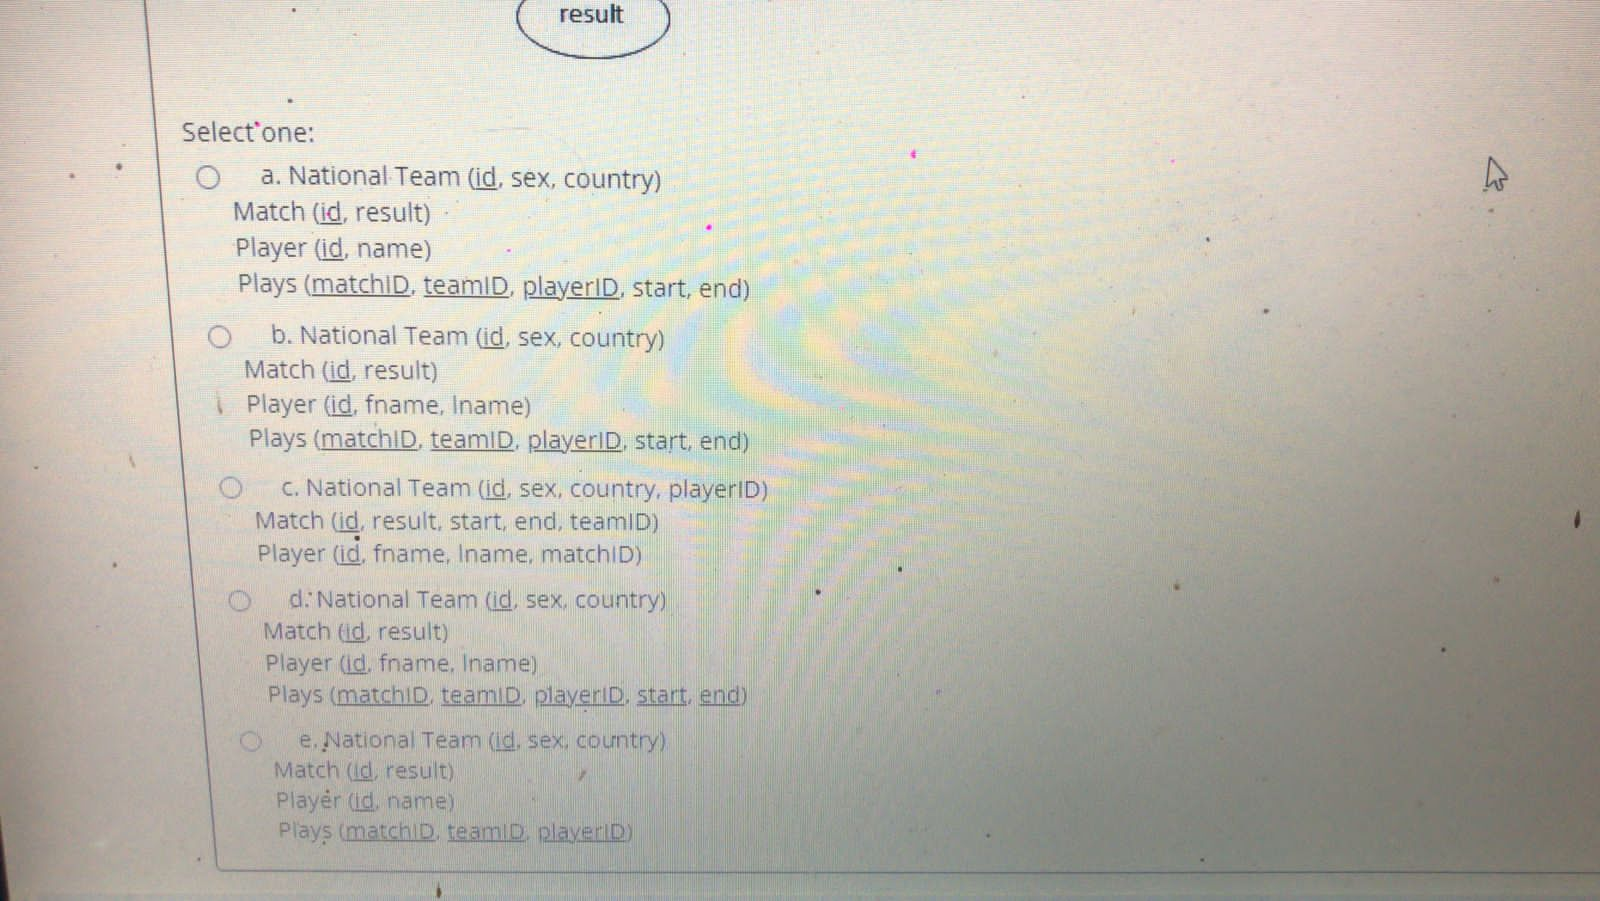 result
Select one:
a. National Team (id, sex, country)
Match (id, result)
Player (id, name)
Plays (matchID, teamID, playerID, start, end)
b. National Team (id, sex, country)
Match (id, result)
Player (id, fname, lname)
Plays (matchID, teamID, playerID, start, end)
c. National Team (id, sex, country, playerID)
Match (id, result, start, end, teamID)
Player (id, fname, lname, matchID)
d. National Team (id, sex, country)
Match (id, result)
Player (id, fname, lname)
Plays (matchID, teamID, playerID, start, end)
e. National Team (id, sex, country)
Match (id, result)
Player (id, name)
Plays (matchID, teamID, playerID)